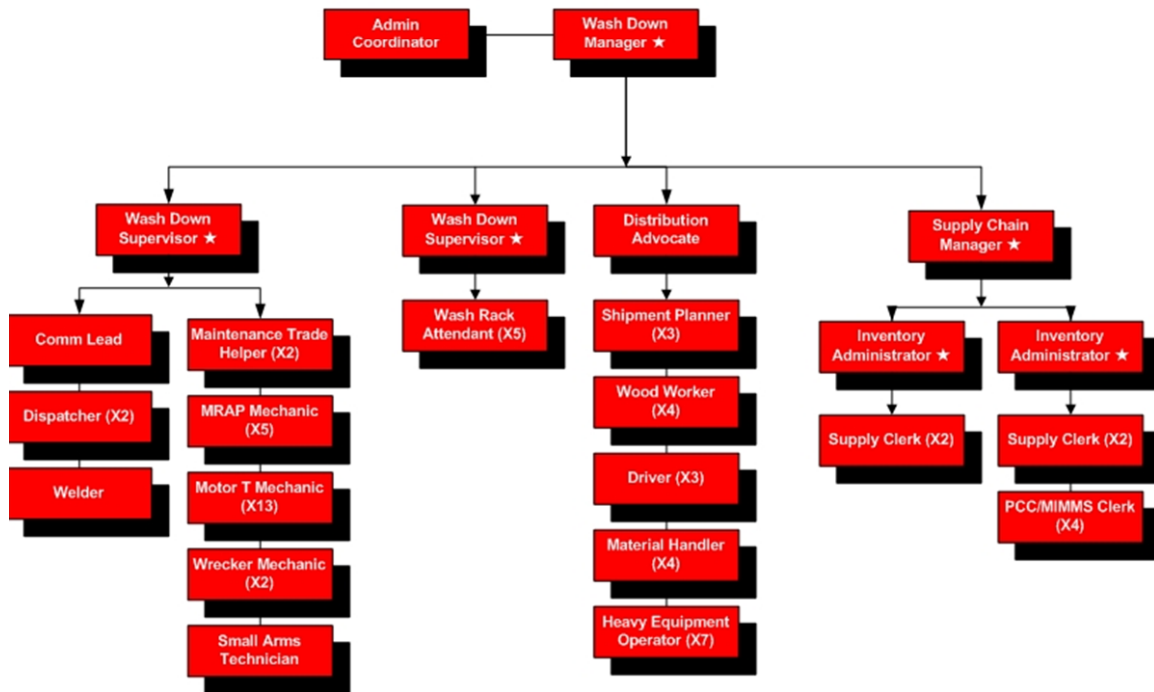 Admin
Coordinator
Wash Down
Manager ★
Wash Down
Supervisor ★
Wash Down
Supervisor ★
Distribution
Advocate
Supply Chain
Manager ★
Comm Lead
Dispatcher (X2)
Welder
Maintenance Trade
Helper (X2)
MRAP Mechanic
(X5)
Motor T Mechanic
(X13)
Wrecker Mechanic
(X2)
Small Arms
Technician
Wash Rack
Attendant (X5)
Shipment Planner
(X3)
Wood Worker
(X4)
Driver (X3)
Material Handler
(X4)
Heavy Equipment
Operator (X7)
Inventory
Administrator ★
Supply Clerk (X2)
Inventory
Administrator ★
Supply Clerk (X2)
PCC/MIMMS Clerk
(X4)